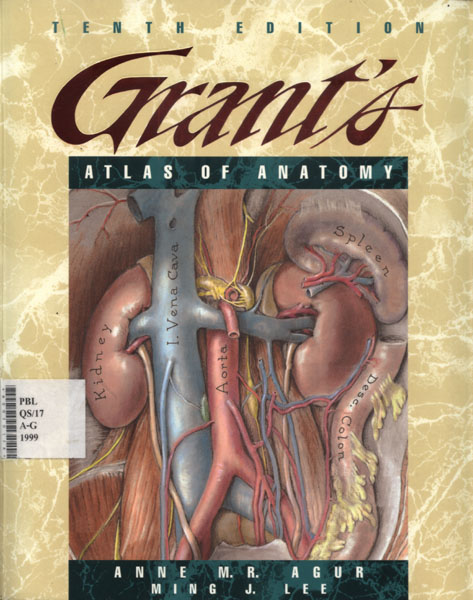 TENTH EDITION
Grant's
ATLAS OF ANATOMY
Spleen
I. Vena Cava
Kidney
Aorta
Desc. Colon
PBL
QS/17
A-G
1999
ANNE M.R. AGUR
MING J. LEE